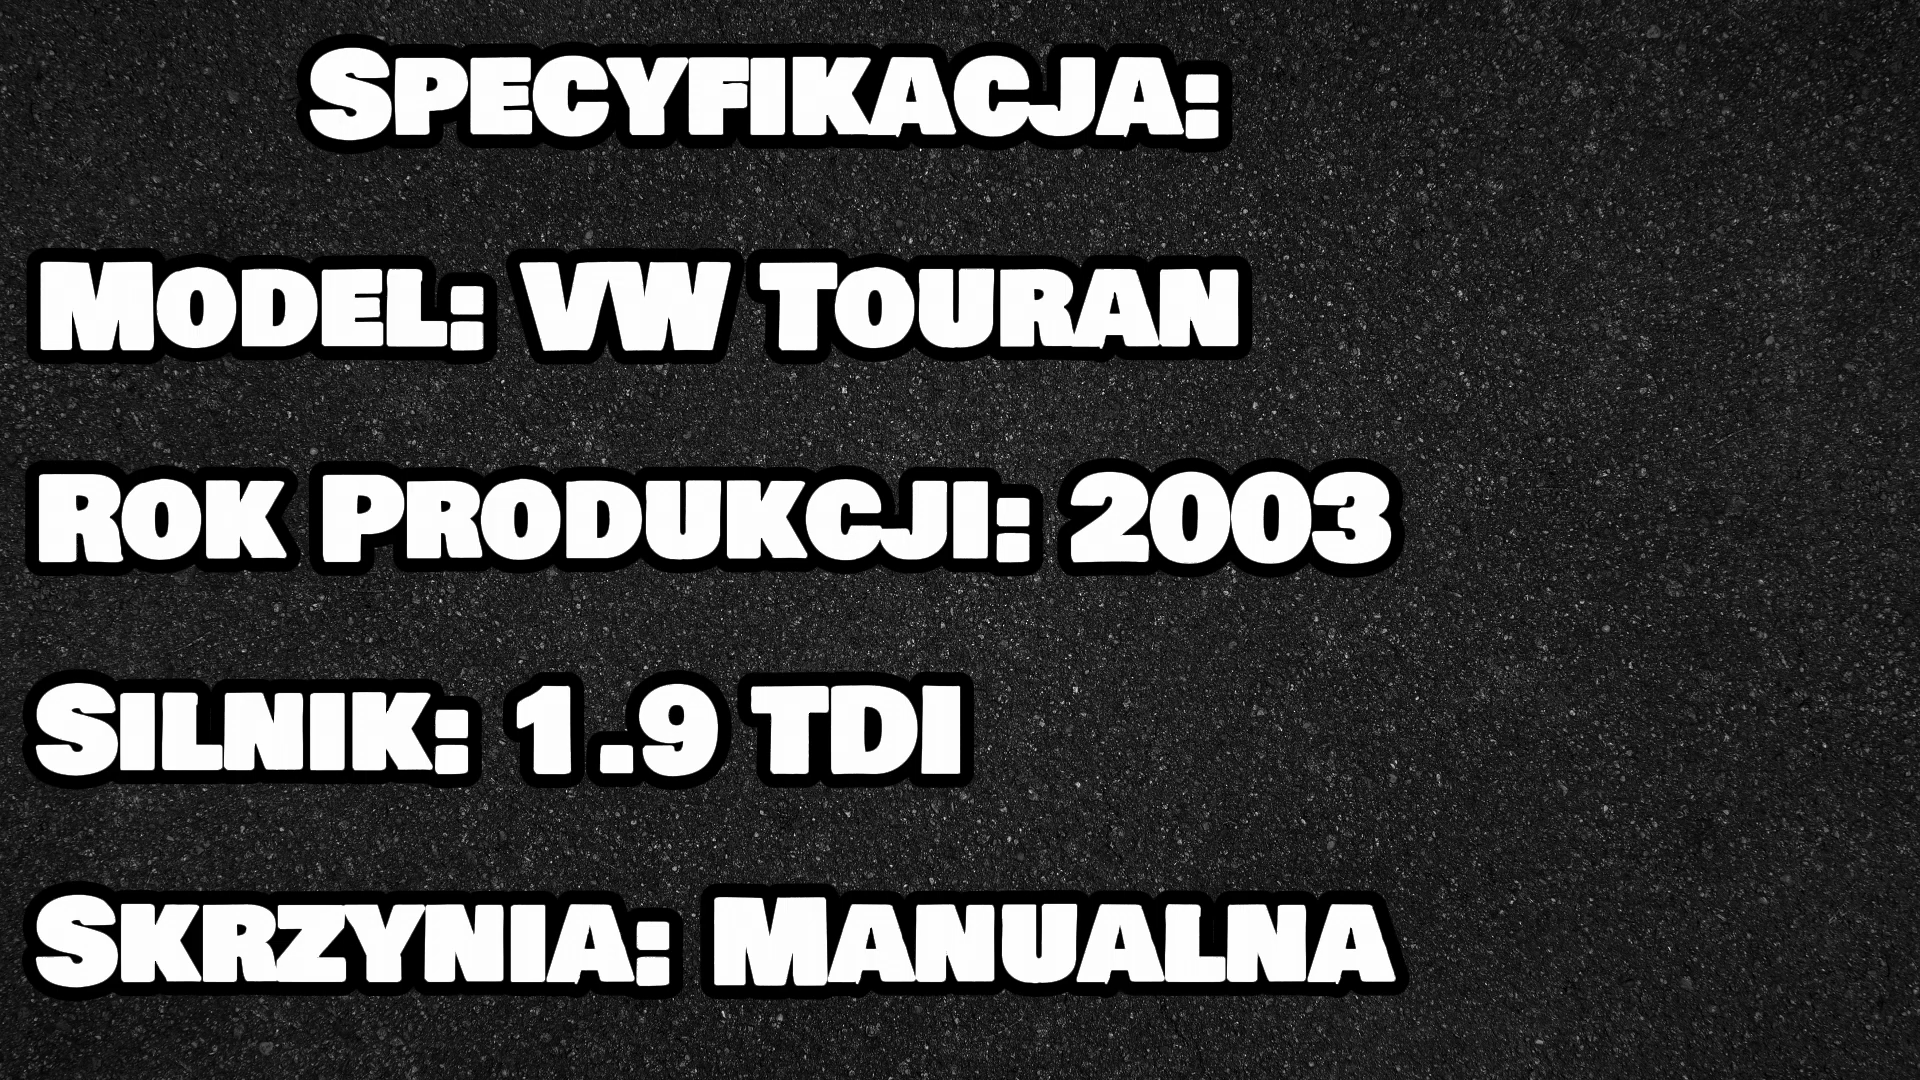 Specyfikacja:
Model: VW Touran
Rok Produkcji: 2003
Silnik: 1.9 TDI
Skrzynia: Manualna